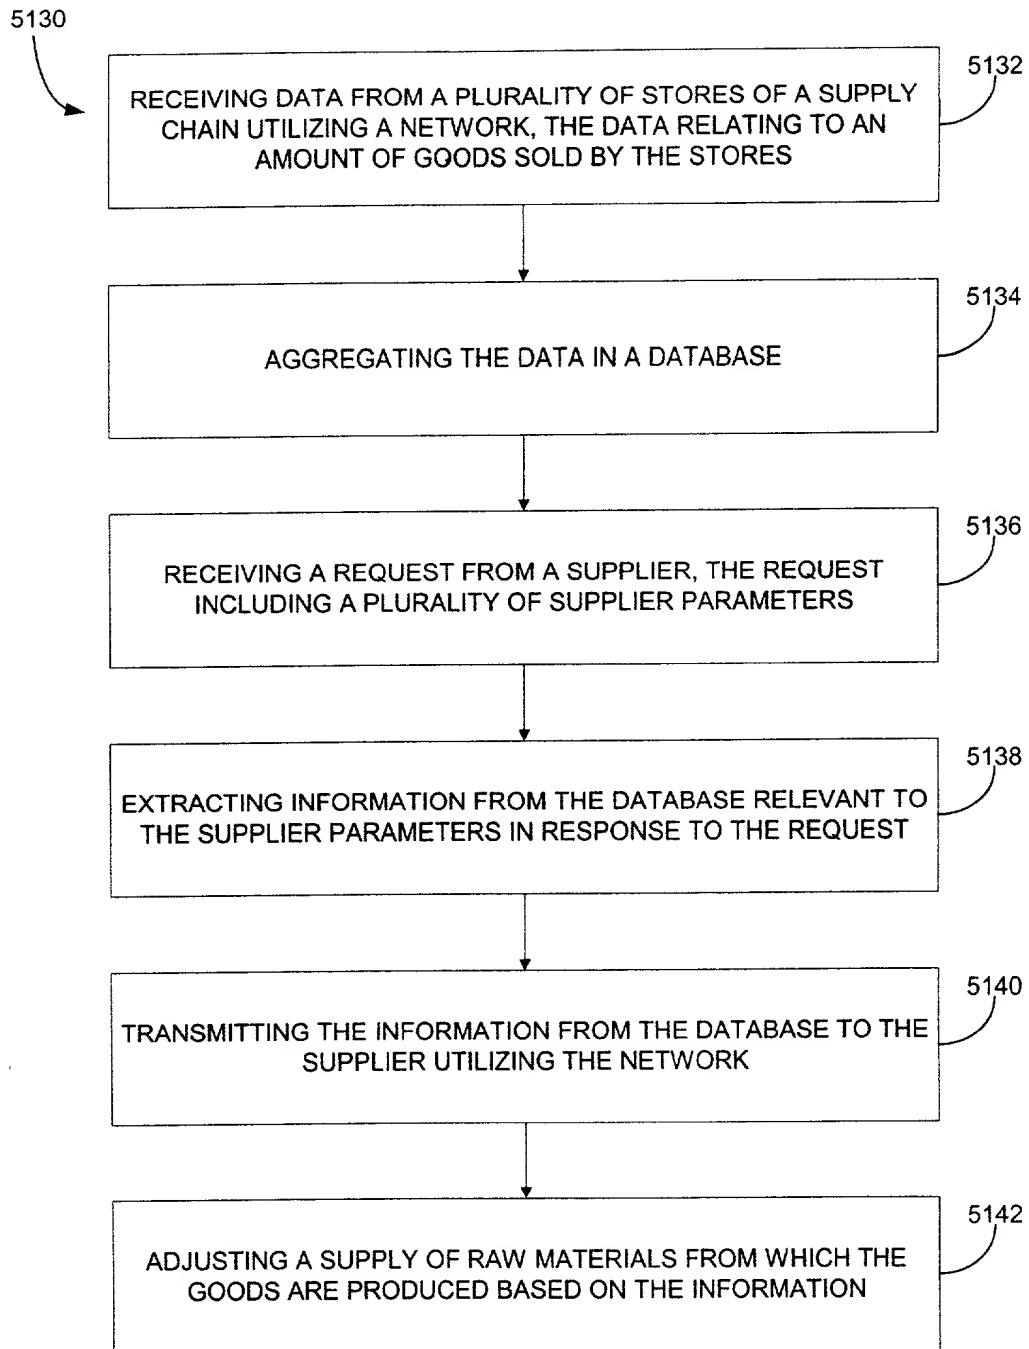 5130
5132
RECEIVING DATA FROM A PLURALITY OF STORES OF A SUPPLY
CHAIN UTILIZING A NETWORK, THE DATA RELATING TO AN
AMOUNT OF GOODS SOLD BY THE STORES
5134
AGGREGATING THE DATA IN A DATABASE
5136
RECEIVING A REQUEST FROM A SUPPLIER, THE REQUEST
INCLUDING A PLURALITY OF SUPPLIER PARAMETERS
5138
EXTRACTING INFORMATION FROM THE DATABASE RELEVANT TO
THE SUPPLIER PARAMETERS IN RESPONSE TO THE REQUEST
5140
TRANSMITTING THE INFORMATION FROM THE DATABASE TO THE
SUPPLIER UTILIZING THE NETWORK
5142
ADJUSTING A SUPPLY OF RAW MATERIALS FROM WHICH THE
GOODS ARE PRODUCED BASED ON THE INFORMATION